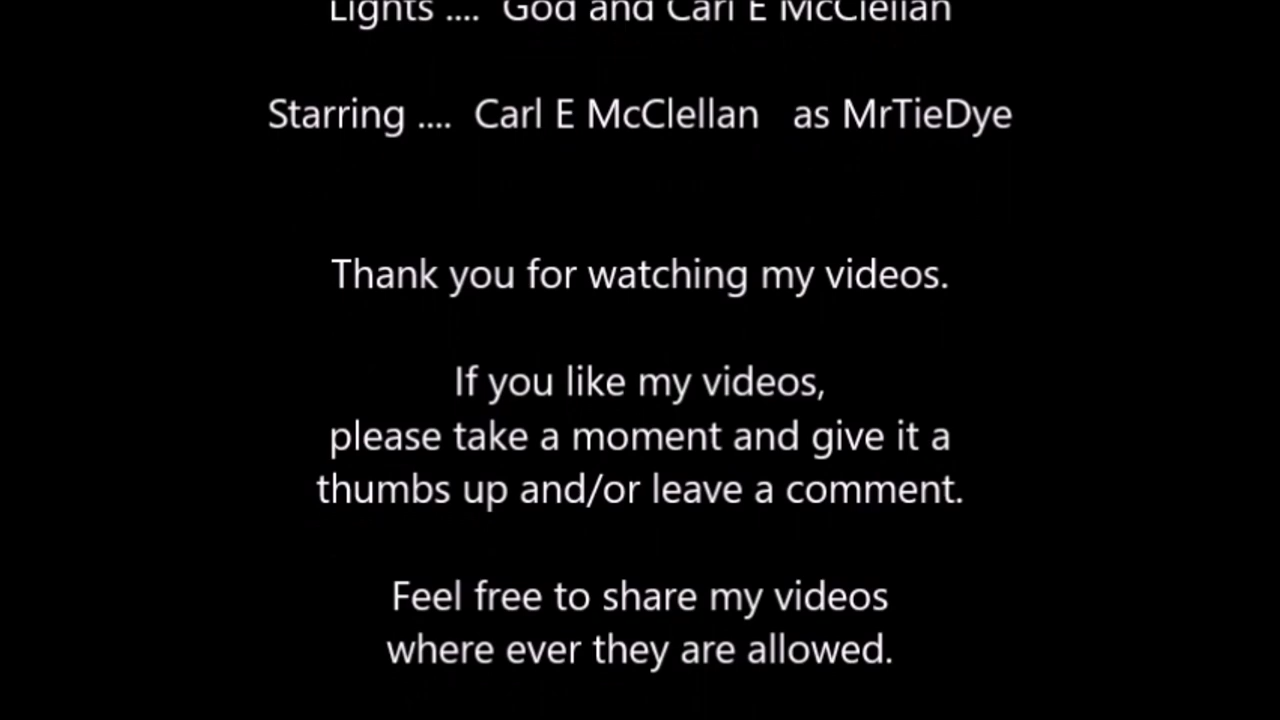 Lights .... God and Carl E McClellan
Starring .... Carl E McClellan as MrTieDye
Thank you for watching my videos.
If you like my videos,
please take a moment and give it a
thumbs up and/or leave a comment.
Feel free to share my videos
where ever they are allowed.